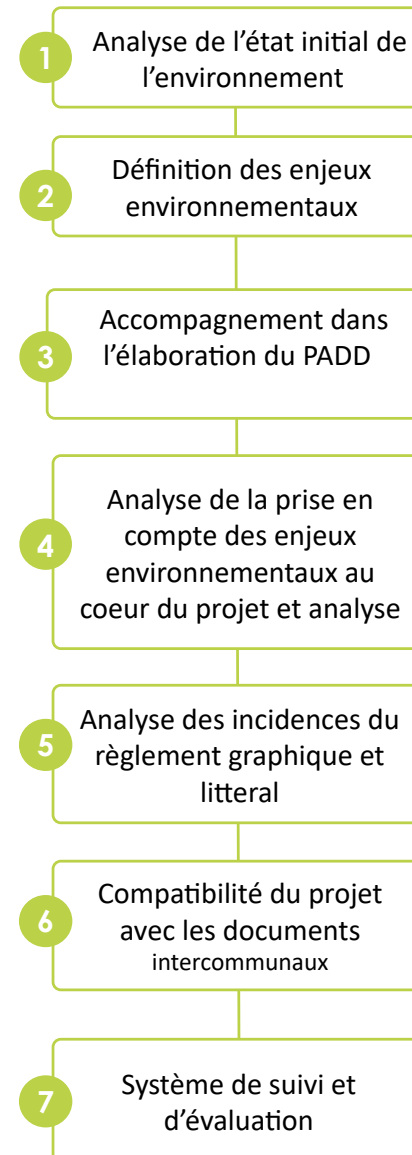 1
Analyse de l'état initial de
l'environnement
2
Définition des enjeux
environnementaux
3
Accompagnement dans
l'élaboration du PADD
4
Analyse de la prise en
compte des enjeux
environnementaux au
coeur du projet et analyse
5
Analyse des incidences du
règlement graphique et
litteral
6
Compatibilité du projet
avec les documents
intercommunaux
7
Système de suivi et
d'évaluation